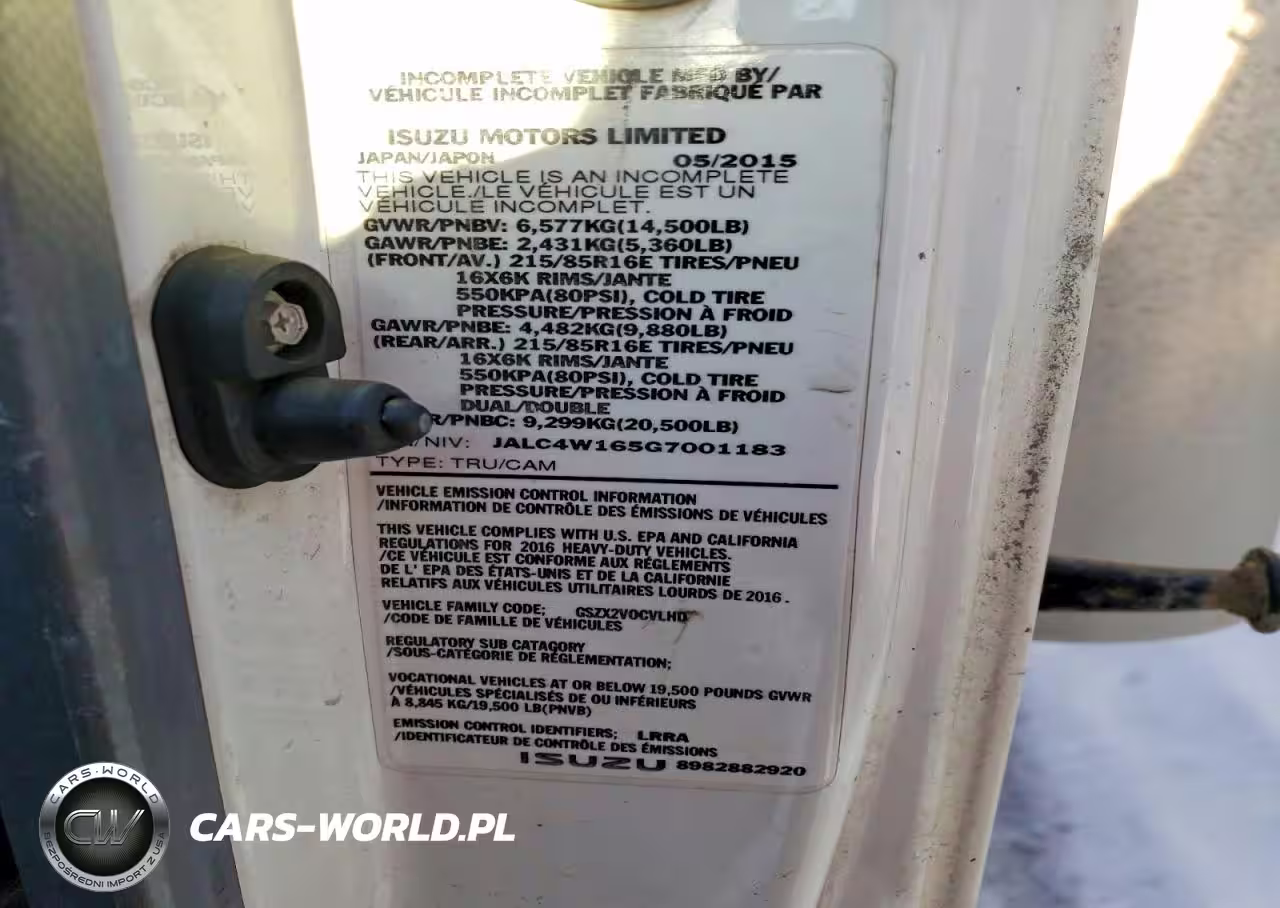 INCOMPLETE VEHICLE MFD BY/
VÉHICULE INCOMPLET FABRIQUÉ PAR
ISUZU MOTORS LIMITED
JAPAN/JAPON 05/2015
THIS VEHICLE IS AN INCOMPLETE
VEHICLE./LE VÉHICULE EST UN
VÉHICULE INCOMPLET.
GVWR/PNBV: 6,577KG(14,500LB)
GAWR/PNBE: 2,431KG(5,360LB)
(FRONT/AV.) 215/85R16E TIRES/PNEU
16X6K RIMS/JANTE
550KPA(80PSI), COLD TIRE
PRESSURE/PRESSION À FROID
GAWR/PNBE: 4,482KG(9,880LB)
(REAR/ARR.) 215/85R16E TIRES/PNEU
16X6K RIMS/JANTE
550KPA(80PSI), COLD TIRE
PRESSURE/PRESSION À FROID
DUAL/DOUBLE
R/PNBC: 9,299KG(20,500LB)
/NIV: JALC4W165G7001183
TYPE: TRU/CAM
VEHICLE EMISSION CONTROL INFORMATION
/INFORMATION DE CONTRÔLE DES ÉMISSIONS DE VÉHICULES
THIS VEHICLE COMPLIES WITH U.S. EPA AND CALIFORNIA
REGULATIONS FOR 2016 HEAVY-DUTY VEHICLES.
/CE VÉHICULE EST CONFORME AUX RÉGLEMENTS
DE L' EPA DES ÉTATS-UNIS ET DE LA CALIFORNIE
RELATIFS AUX VÉHICULES UTILITAIRES LOURDS DE 2016.
VEHICLE FAMILY CODE; GSZX2VOCVLHD
/CODE DE FAMILLE DE VÉHICULES
REGULATORY SUB CATAGORY
/SOUS-CATÉGORIE DE RÉGLEMENTATION;
VOCATIONAL VEHICLES AT OR BELOW 19,500 POUNDS GVWR
/VÉHICULES SPÉCIALISÉS DE OU INFÉRIEURS
À 8,845 KG/19,500 LB(PNVB)
EMISSION CONTROL IDENTIFIERS; LRRA
/IDENTIFICATEUR DE CONTRÔLE DES ÉMISSIONS
ISUZU 8982882920
CARS-WORLD
CW
BEZPOŚREDNI IMPORT Z USA
CARS-WORLD.PL